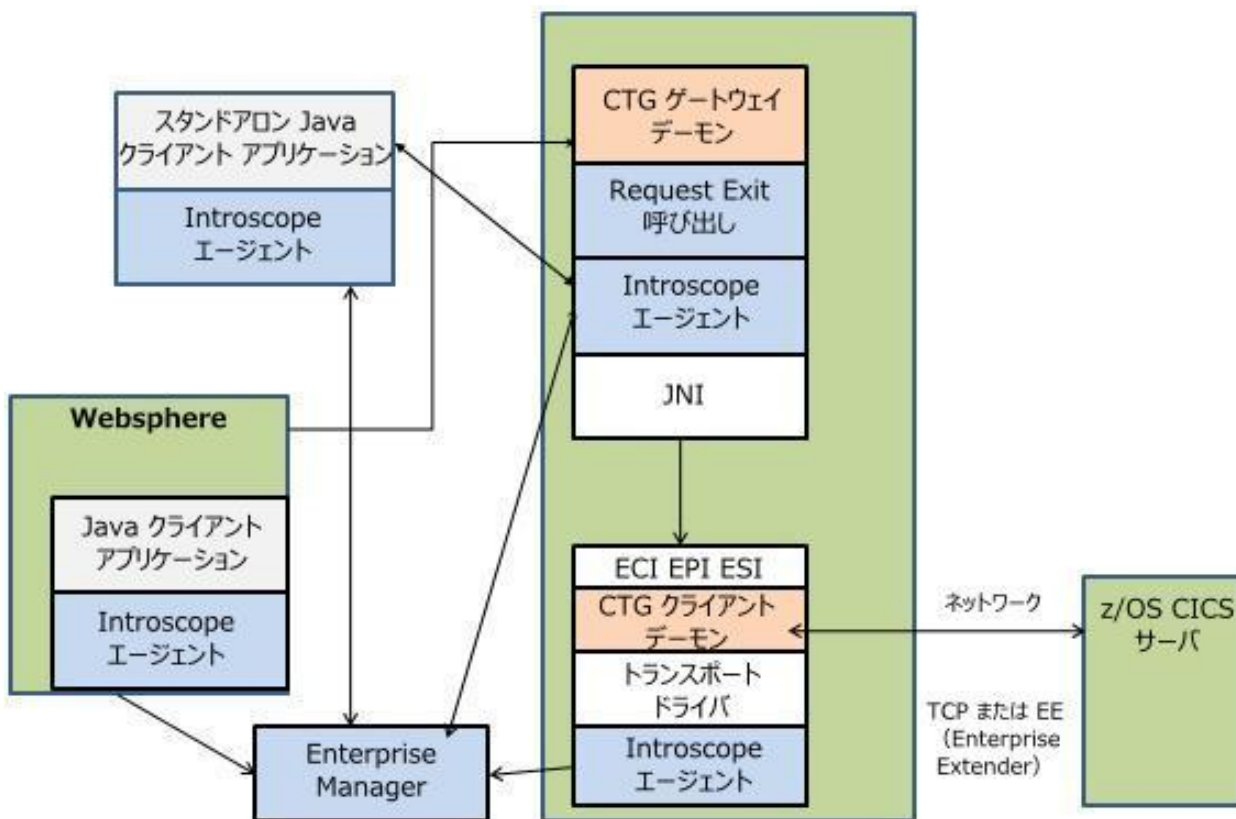 スタンドアロン Java
クライアント アプリケーション
Introscope
エージェント
Websphere
Java クライアント
アプリケーション
Introscope
エージェント
Enterprise
Manager
CTG ゲートウェイ
デーモン
Request Exit
呼び出し
Introscope
エージェント
JNI
ECI EPI ESI
CTG クライアント
デーモン
トランスポート
ドライバ
Introscope
エージェント
ネットワーク
TCP または EE
（Enterprise
Extender）
z/OS CICS
サーバ